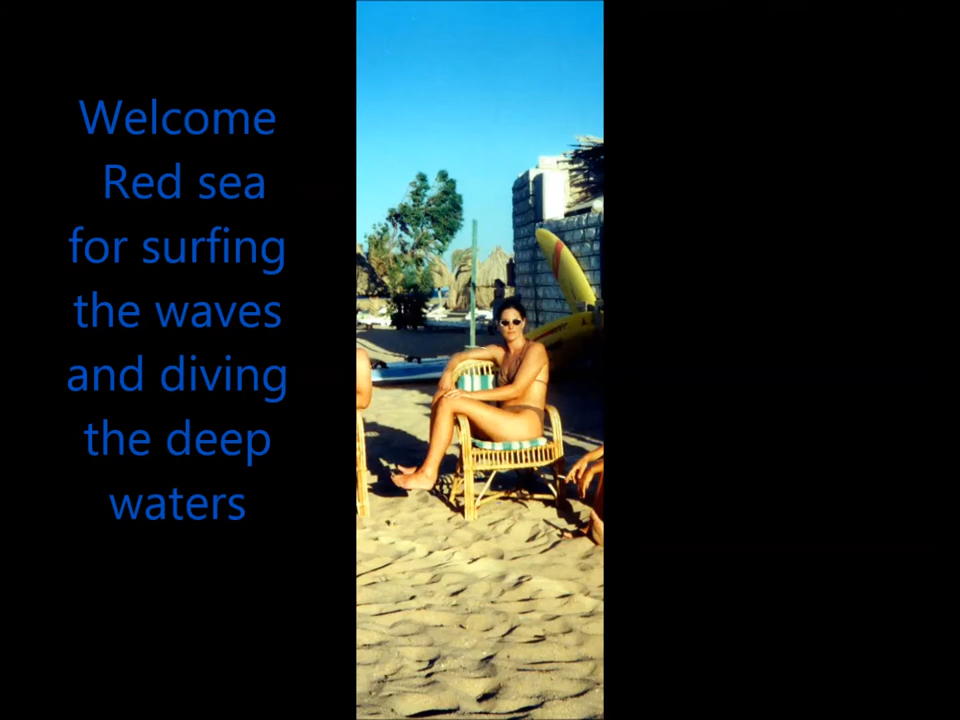 Welcome
Red sea
for surfing
the waves
and diving
the deep
waters